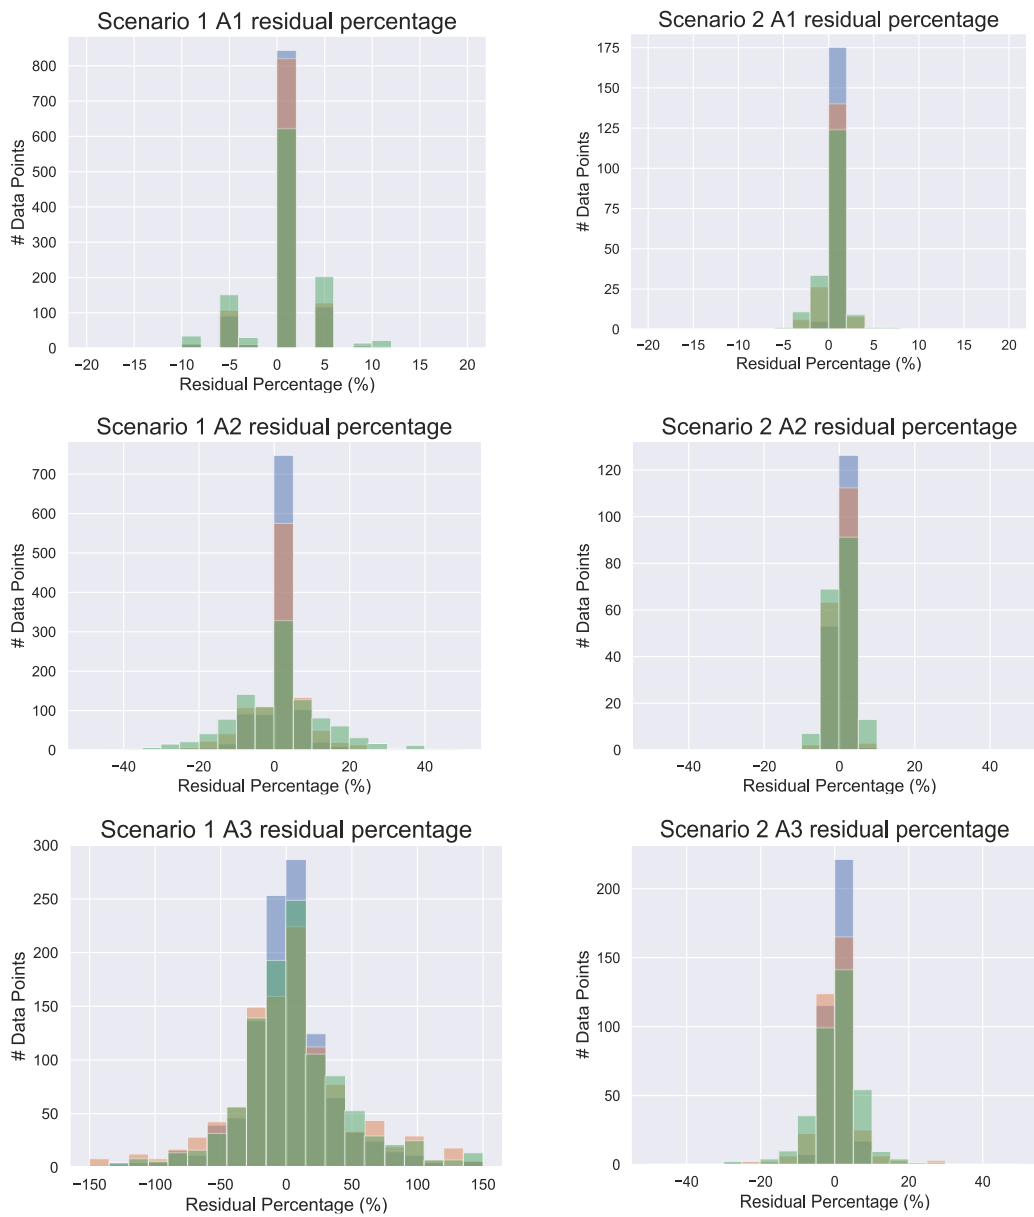 Scenario 1 A1 residual percentage
# Data Points
800
700
600
500
400
300
200
100
0
−20 −15 −10 −5 0 5 10 15 20
Residual Percentage (%)
Scenario 2 A1 residual percentage
# Data Points
175
150
125
100
75
50
25
0
−20 −15 −10 −5 0 5 10 15 20
Residual Percentage (%)
Scenario 1 A2 residual percentage
# Data Points
700
600
500
400
300
200
100
0
−40 −20 0 20 40
Residual Percentage (%)
Scenario 2 A2 residual percentage
# Data Points
120
100
80
60
40
20
0
−40 −20 0 20 40
Residual Percentage (%)
Scenario 1 A3 residual percentage
# Data Points
300
250
200
150
100
50
0
−150 −100 −50 0 50 100 150
Residual Percentage (%)
Scenario 2 A3 residual percentage
# Data Points
200
150
100
50
0
−40 −20 0 20 40
Residual Percentage (%)